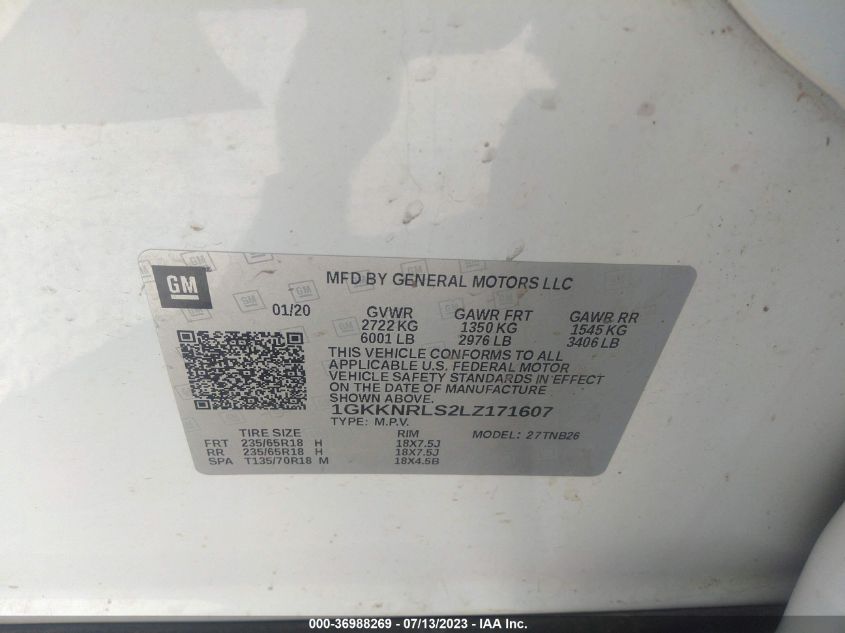 GM
MFD BY GENERAL MOTORS LLC
01/20 GVWR GAWR FRT GAWR RR
2722 KG 1350 KG 1545 KG
6001 LB 2976 LB 3406 LB
THIS VEHICLE CONFORMS TO ALL
APPLICABLE U.S. FEDERAL MOTOR
VEHICLE SAFETY STANDARDS IN EFFECT
ON THE DATE OF MANUFACTURE
SHOWN ABOVE.
1GKKNRLS2LZ171607
TYPE: M.P.V. MODEL: 27TNB26
TIRE SIZE RIM
FRT 235/65R18 H 18X7.5J
RR 235/65R18 H 18X7.5J
SPA T135/70R18 M 18X4.5B
000-36988269 - 07/13/2023 - IAA Inc.